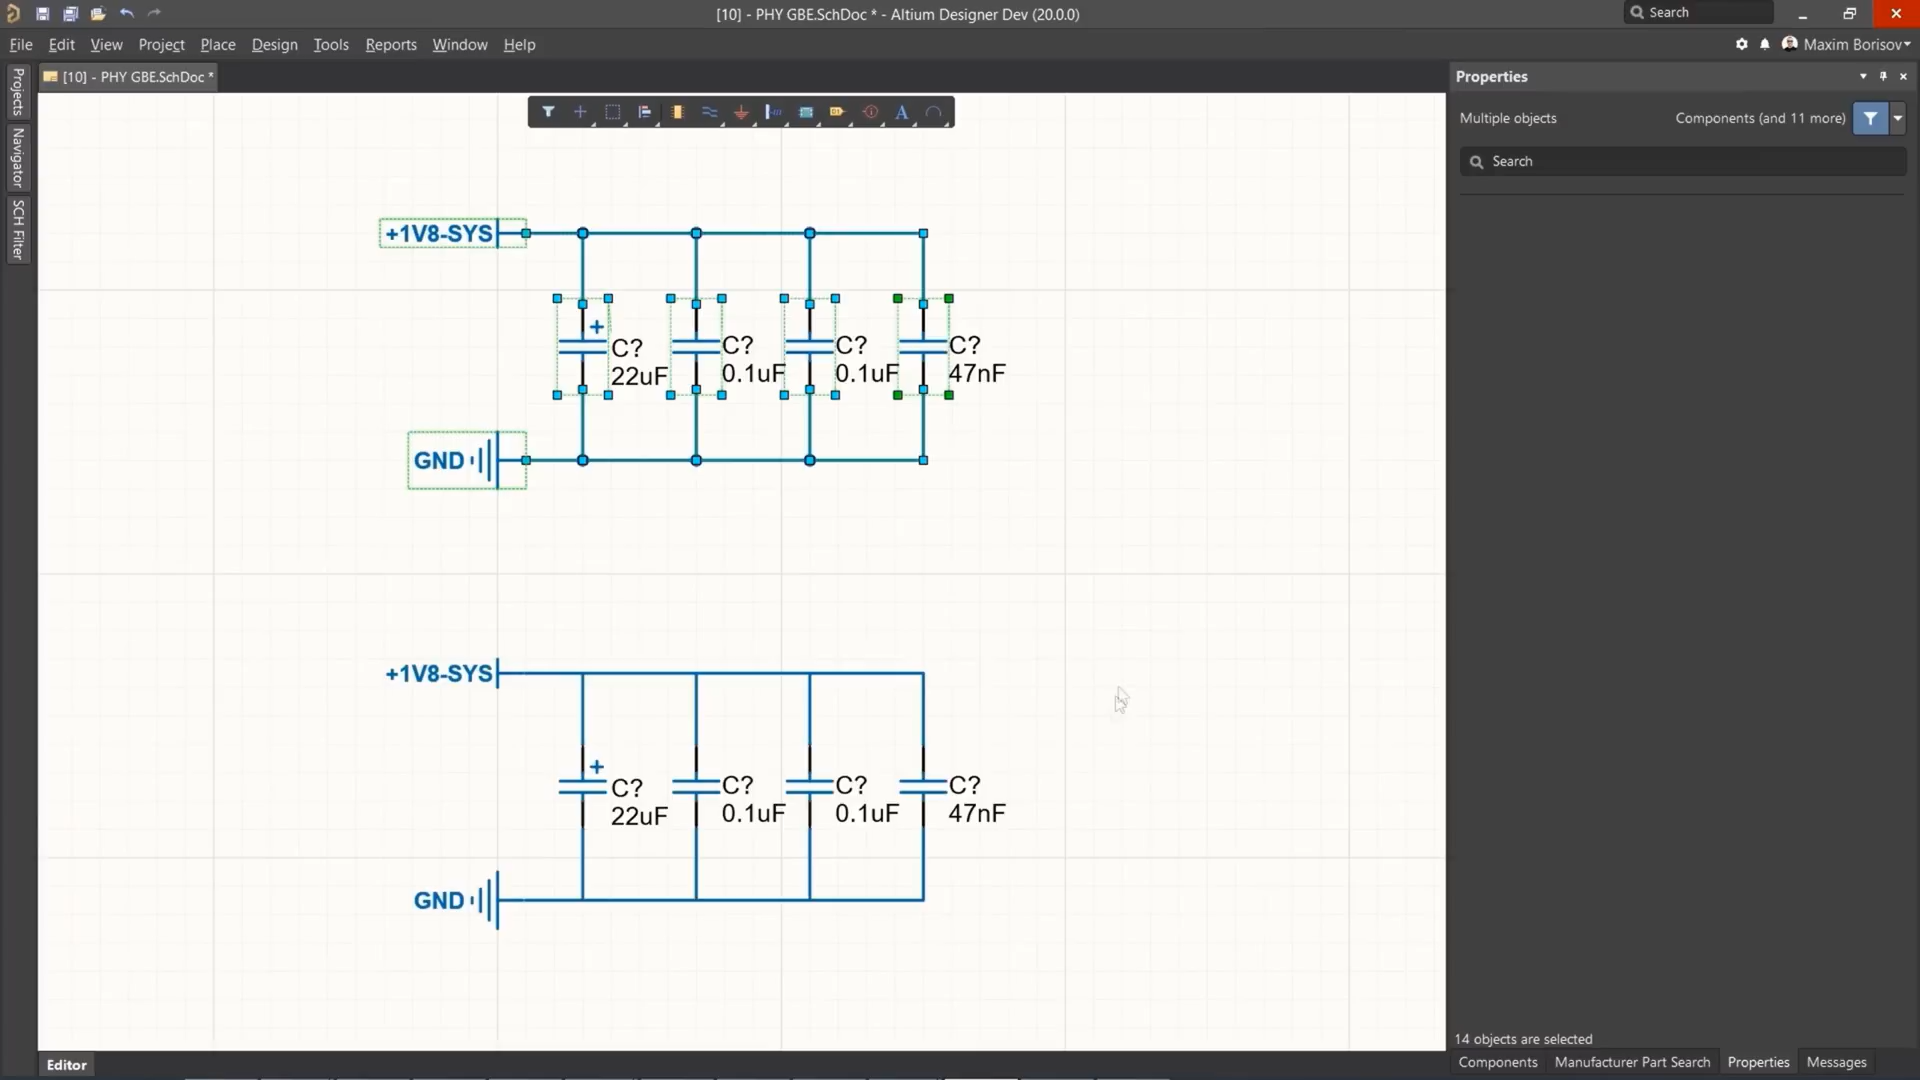 [10] - PHY GBE.SchDoc * - Altium Designer Dev (20.0.0)
Search
File Edit View Project Place Design Tools Reports Window Help
Maxim Borisov
Projects
Navigator
SCH Filter
[10] - PHY GBE.SchDoc *
A
Properties
Multiple objects
Components (and 11 more)
Search
+1V8-SYS
+
C? C? C? C?
22uF 0.1uF 0.1uF 47nF
GND
+1V8-SYS
+
C? C? C? C?
22uF 0.1uF 0.1uF 47nF
GND
14 objects are selected
Editor
Components Manufacturer Part Search Properties Messages